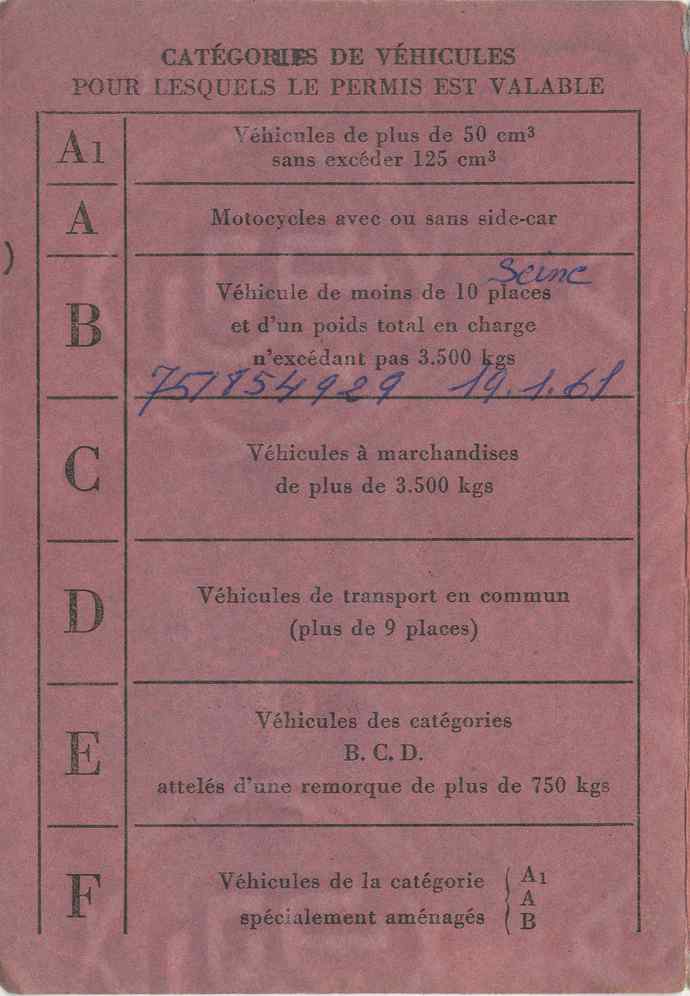 CATÉGORIES DE VÉHICULES
POUR LESQUELS LE PERMIS EST VALABLE
A1
Véhicules de plus de 50 cm³
sans excéder 125 cm³
A
Motocycles avec ou sans side-car
B
Seine
Véhicule de moins de 10 places
et d'un poids total en charge
n'excédant pas 3.500 kgs
751854929 19.1.61
C
Véhicules à marchandises
de plus de 3.500 kgs
D
Véhicules de transport en commun
(plus de 9 places)
E
Véhicules des catégories
B. C. D.
attelés d'une remorque de plus de 750 kgs
F
Véhicules de la catégorie
spécialement aménagés
A1
A
B